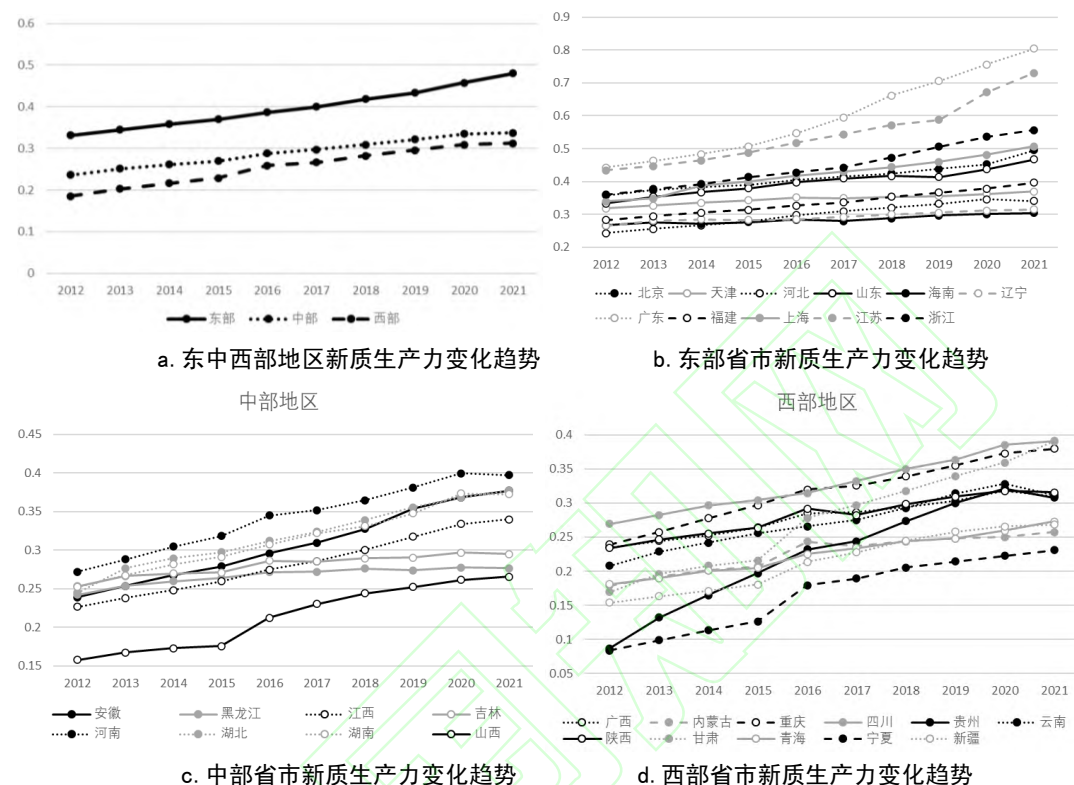 0.6
0.5
0.4
0.3
0.2
0.1
0
2012 2013 2014 2015 2016 2017 2018 2019 2020 2021
东部 中部 西部
a. 东中西部地区新质生产力变化趋势
0.9
0.8
0.7
0.6
0.5
0.4
0.3
0.2
2012 2013 2014 2015 2016 2017 2018 2019 2020 2021
北京 天津 河北 山东 海南 辽宁
广东 福建 上海 江苏 浙江
b. 东部省市新质生产力变化趋势
中部地区
0.45
0.4
0.35
0.3
0.25
0.2
0.15
2012 2013 2014 2015 2016 2017 2018 2019 2020 2021
安徽 黑龙江 江西 吉林
河南 湖北 湖南 山西
c. 中部省市新质生产力变化趋势
西部地区
0.4
0.35
0.3
0.25
0.2
0.15
0.1
0.05
2012 2013 2014 2015 2016 2017 2018 2019 2020 2021
广西 内蒙古 重庆 四川 贵州 云南
陕西 甘肃 青海 宁夏 新疆
d. 西部省市新质生产力变化趋势